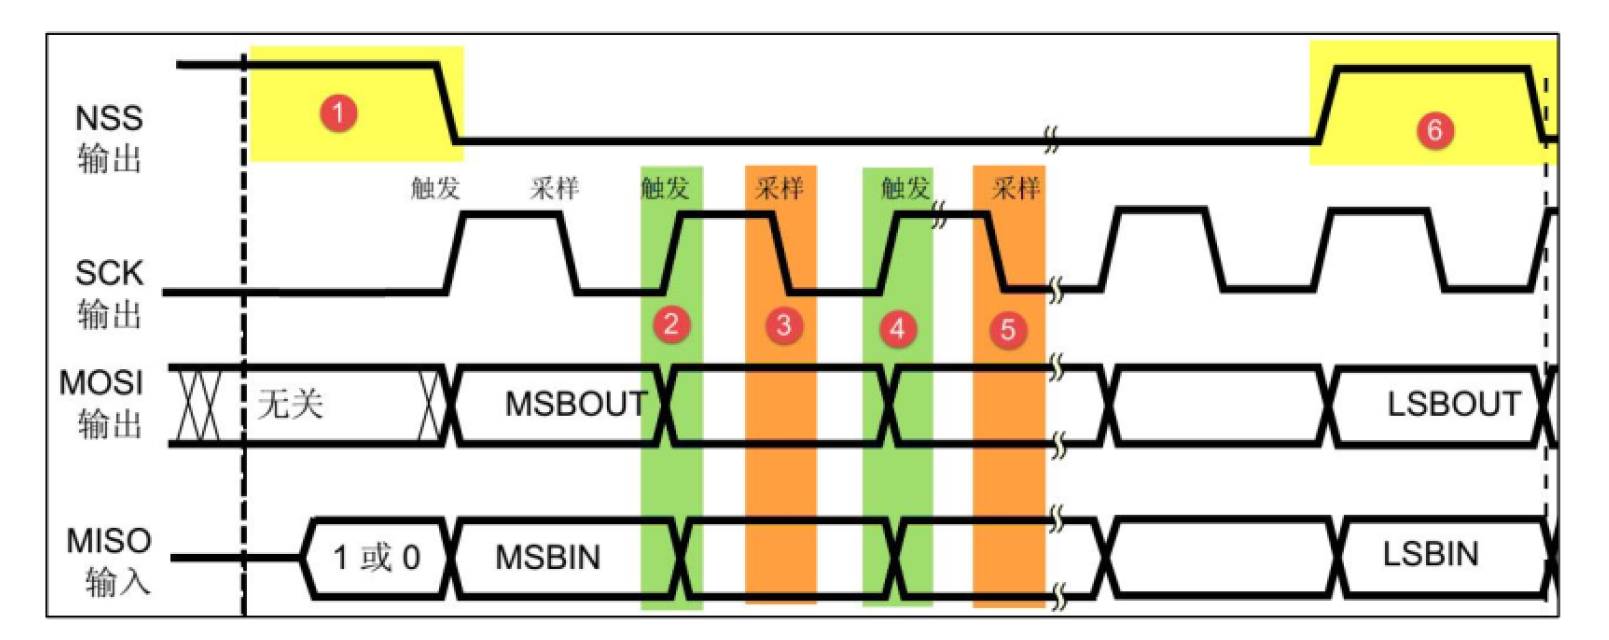 1
6
NSS
输出
触发 采样 触发 采样 触发 采样
SCK
输出
2 3 4 5
MOSI
输出
无关 MSBOUT LSBOUT
MISO
输入
1 或 0 MSBIN LSBIN